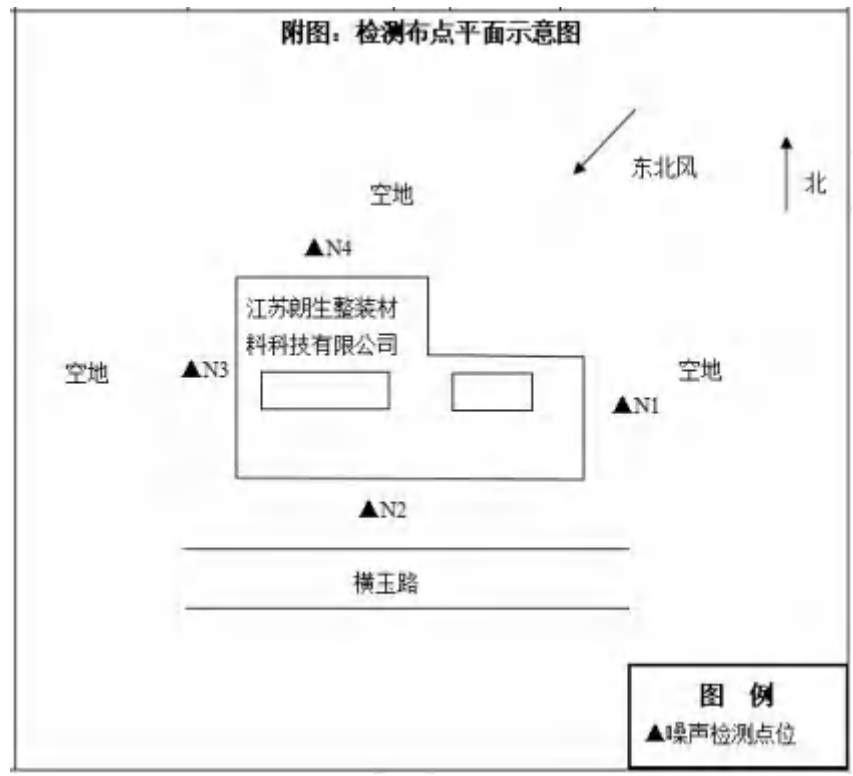 附图：检测布点平面示意图
东北风
北
空地
▲N4
江苏朗生整装材
料科技有限公司
空地
▲N3
空地
▲N1
▲N2
横玉路
图 例
▲噪声检测点位